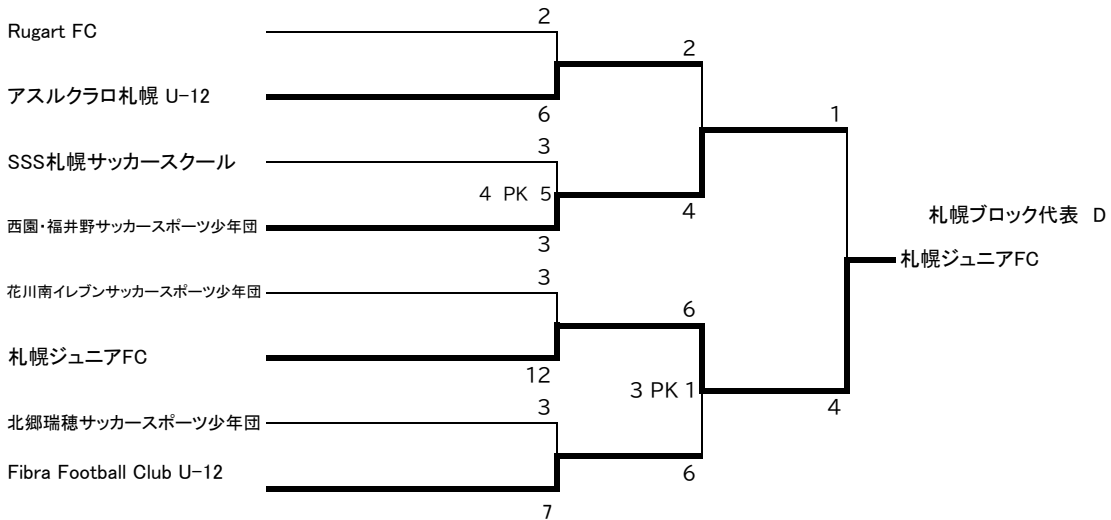 Rugart FC
2
2
アスルクラロ札幌 U-12
6
1
SSS札幌サッカースクール
3
4 PK 5
4
西園・福井野サッカースポーツ少年団
3
札幌ブロック代表 D
札幌ジュニアFC
花川南イレブンサッカースポーツ少年団
3
6
札幌ジュニアFC
12
3 PK 1
4
北郷瑞穂サッカースポーツ少年団
3
Fibra Football Club U-12
6
7